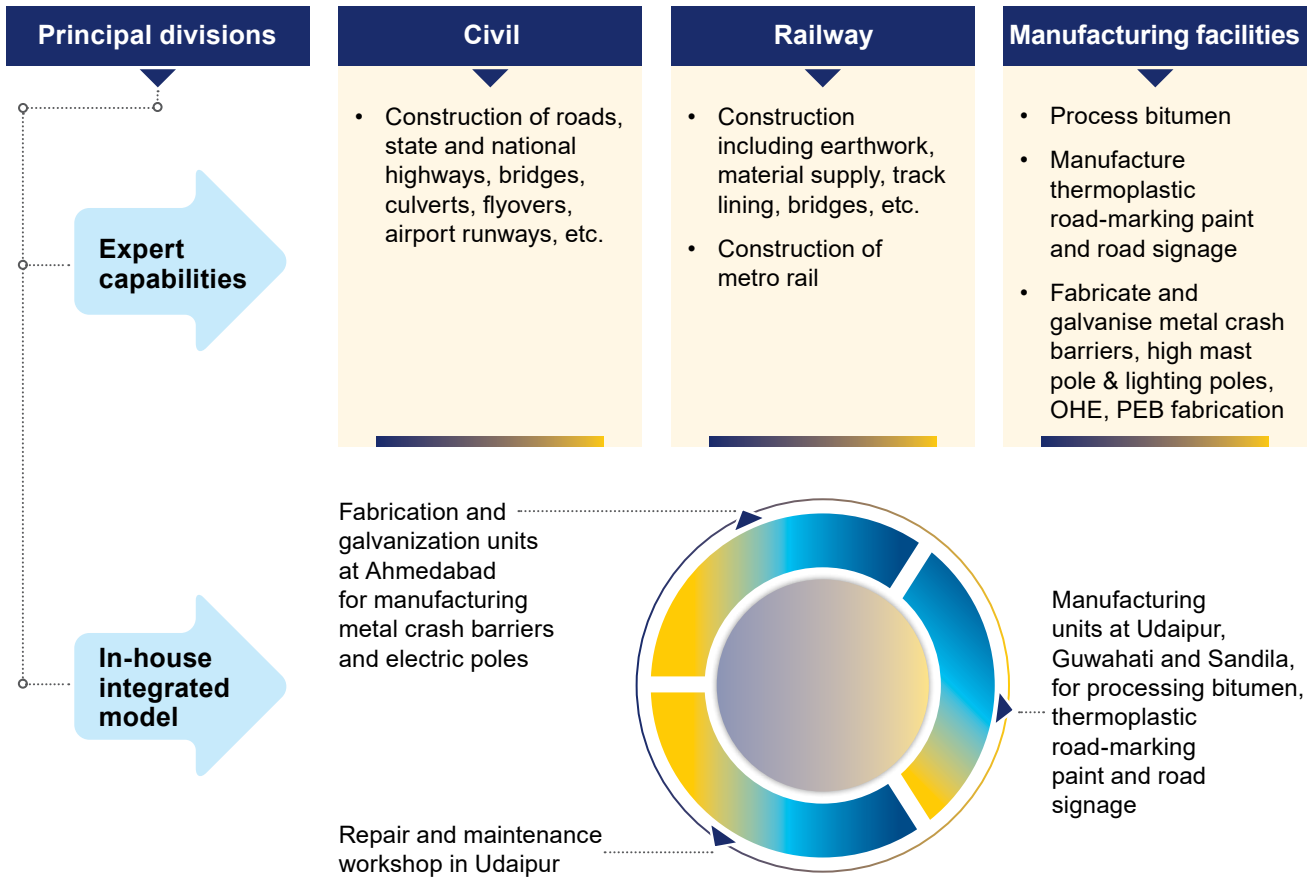 Principal divisions
Civil
Railway
Manufacturing facilities
Expert
capabilities
• Construction of roads,
state and national
highways, bridges,
culverts, flyovers,
airport runways, etc.
• Construction
including earthwork,
material supply, track
lining, bridges, etc.
• Construction of
metro rail
• Process bitumen
• Manufacture
thermoplastic
road-marking paint
and road signage
• Fabricate and
galvanise metal crash
barriers, high mast
pole & lighting poles,
OHE, PEB fabrication
In-house
integrated
model
Fabrication and
galvanization units
at Ahmedabad
for manufacturing
metal crash barriers
and electric poles
Manufacturing
units at Udaipur,
Guwahati and Sandila,
for processing bitumen,
thermoplastic
road-marking
paint and road
signage
Repair and maintenance
workshop in Udaipur